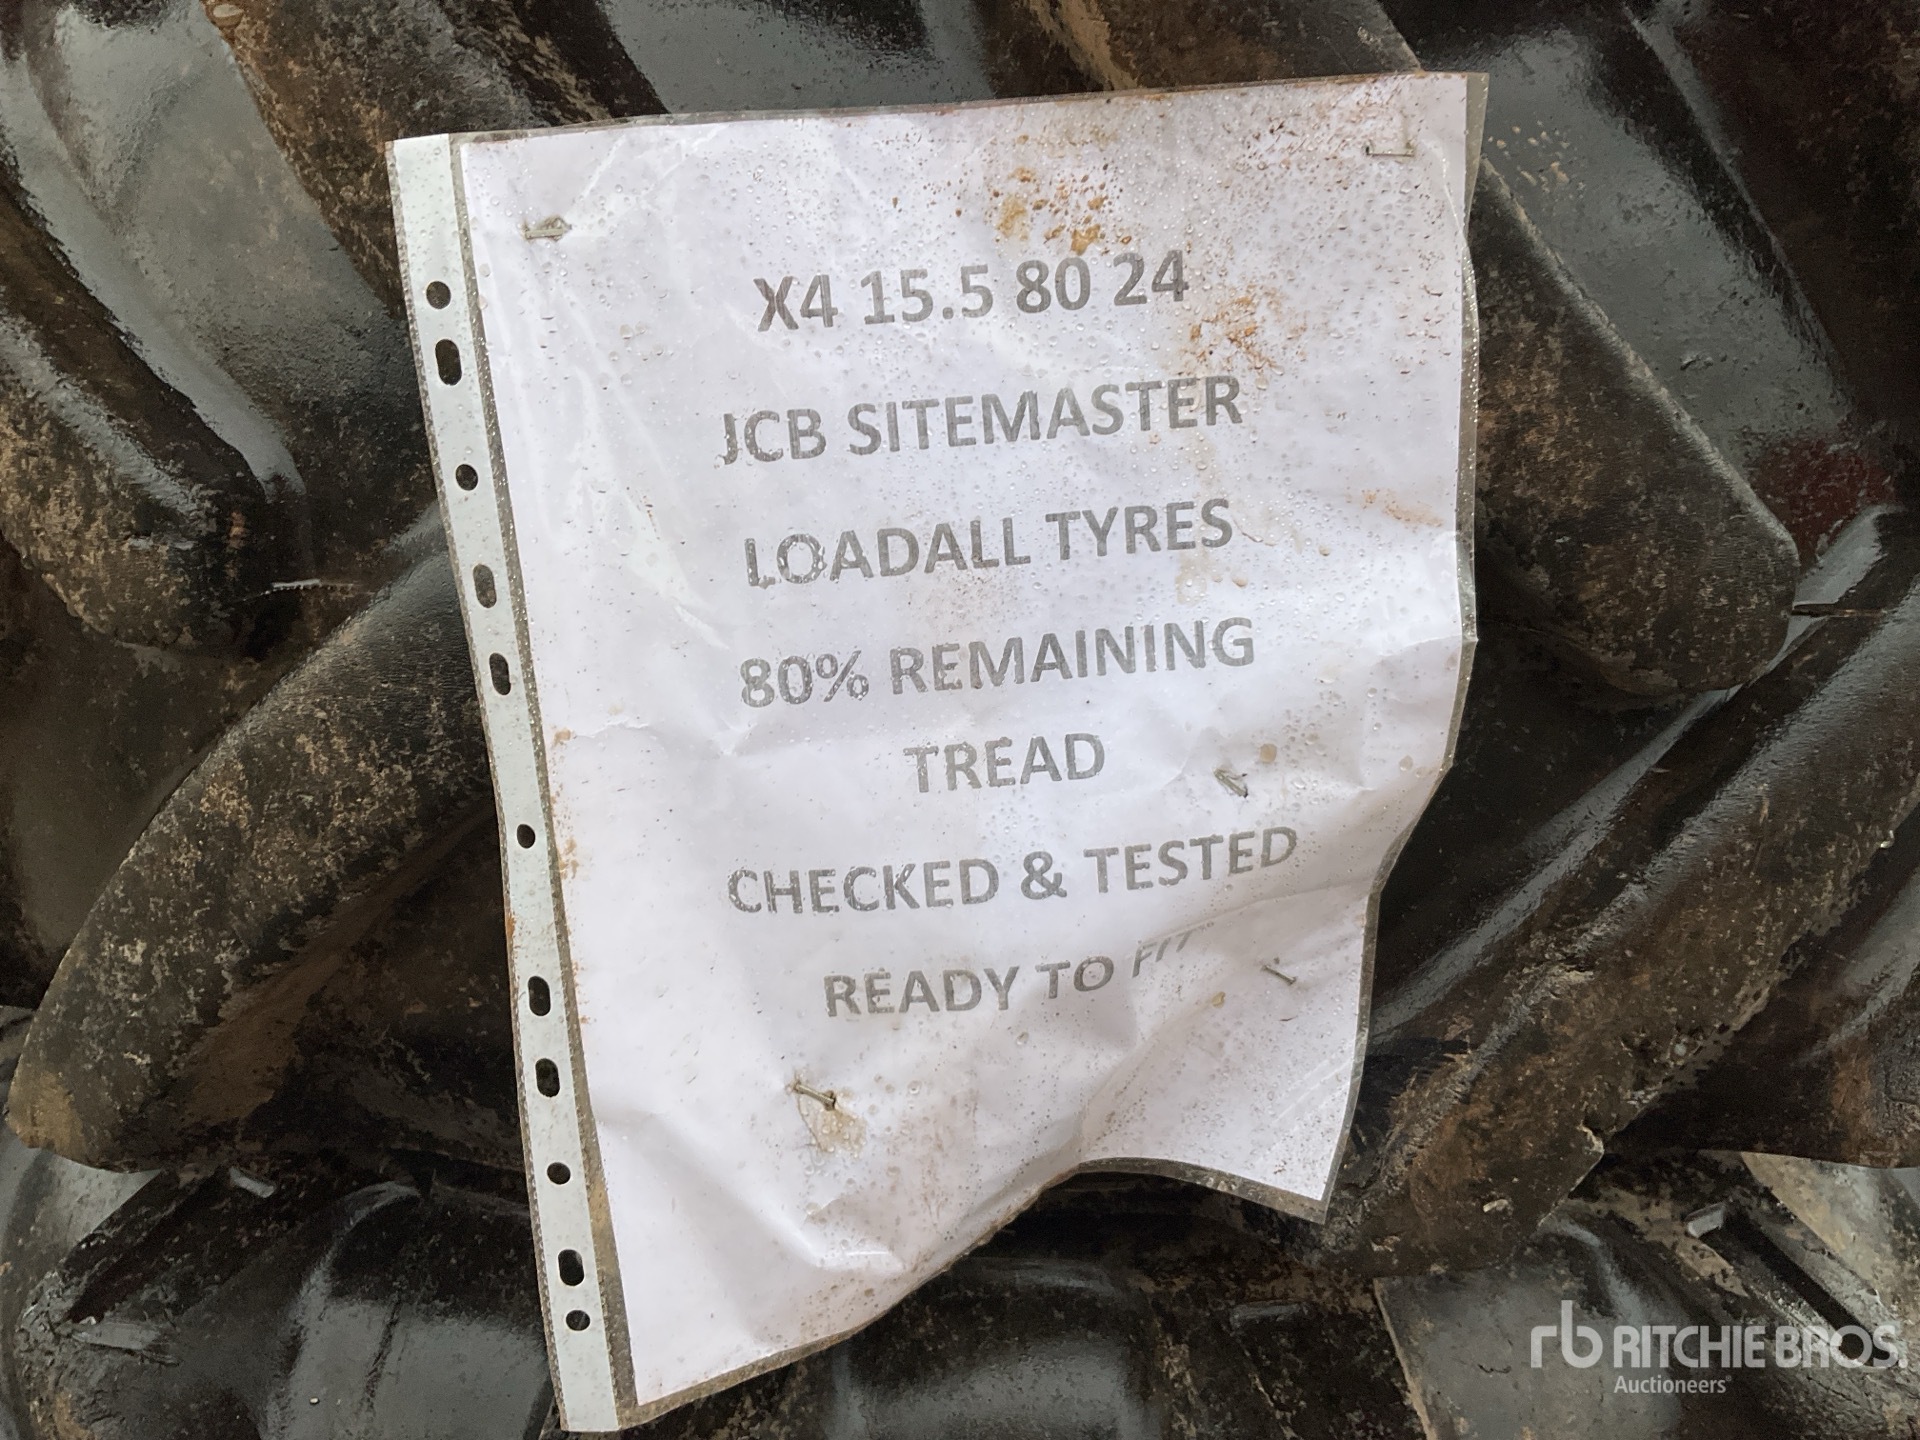 X4 15.5 80 24
JCB SITEMASTER
LOADALL TYRES
80% REMAINING
TREAD
CHECKED & TESTED
READY TO
rb RITCHIE BROS.
Auctioneers